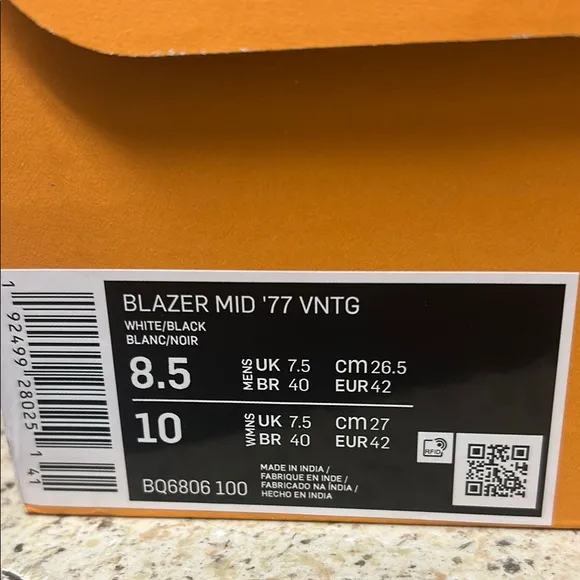 BLAZER MID '77 VNTG
WHITE/BLACK
BLANC/NOIR
8.5 MENS UK 7.5 CM 26.5
BR 40 EUR 42
10 WMNS UK 7.5 CM 27
BR 40 EUR 42
MADE IN INDIA /
FABRIQUE EN INDE /
FABRICADO NA ÍNDIA /
HECHO EN INDIA
BQ6806 100
RFID
1 92499 28025 1 41